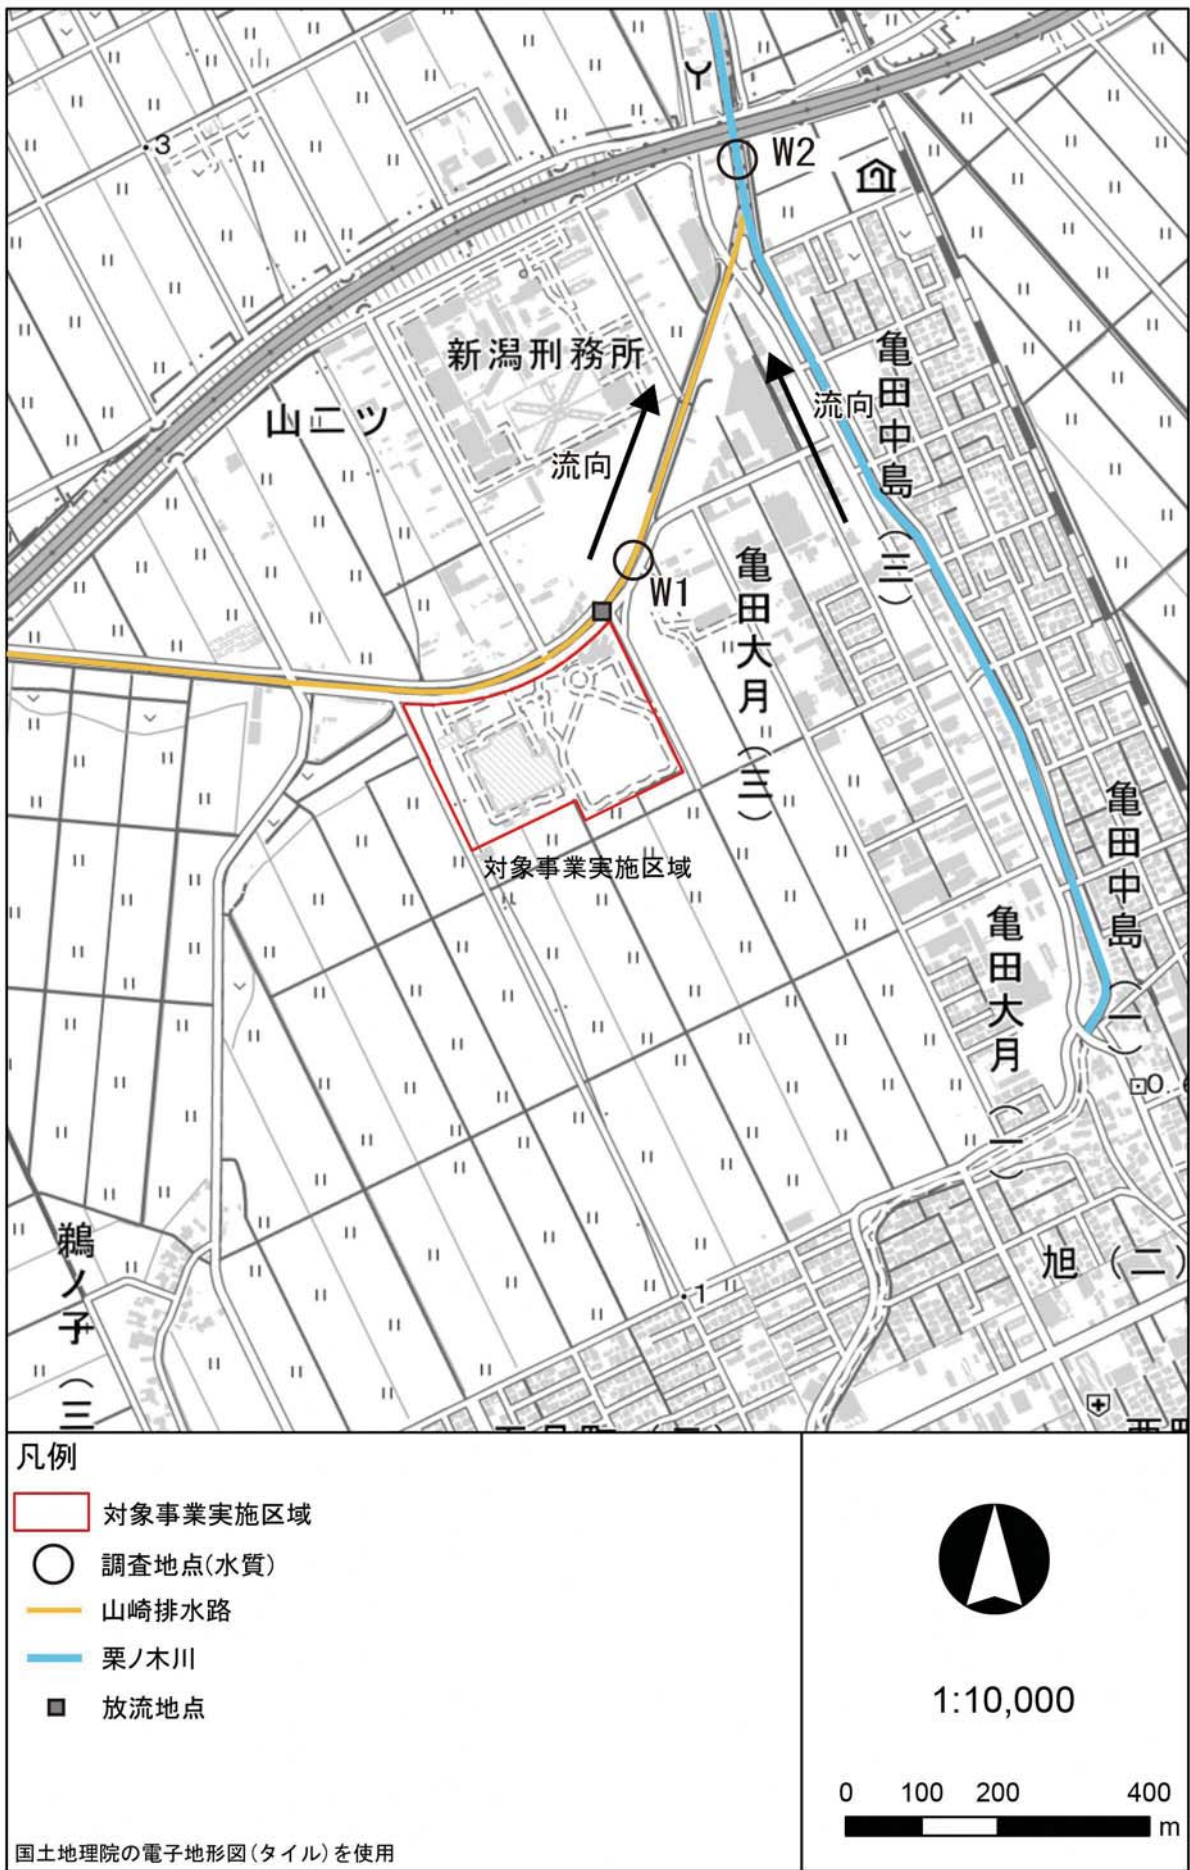 W2
.3
新潟刑務所
亀田中島(三)
山二ツ
流向
流向
W1
亀田大月(三)
対象事業実施区域
亀田中島(一)
亀田大月(一)
鵜ノ子(三
旭(二)
.1
凡例
対象事業実施区域
調査地点(水質)
山崎排水路
栗ノ木川
放流地点
国土地理院の電子地形図(タイル)を使用
1:10,000
0 100 200 400
m